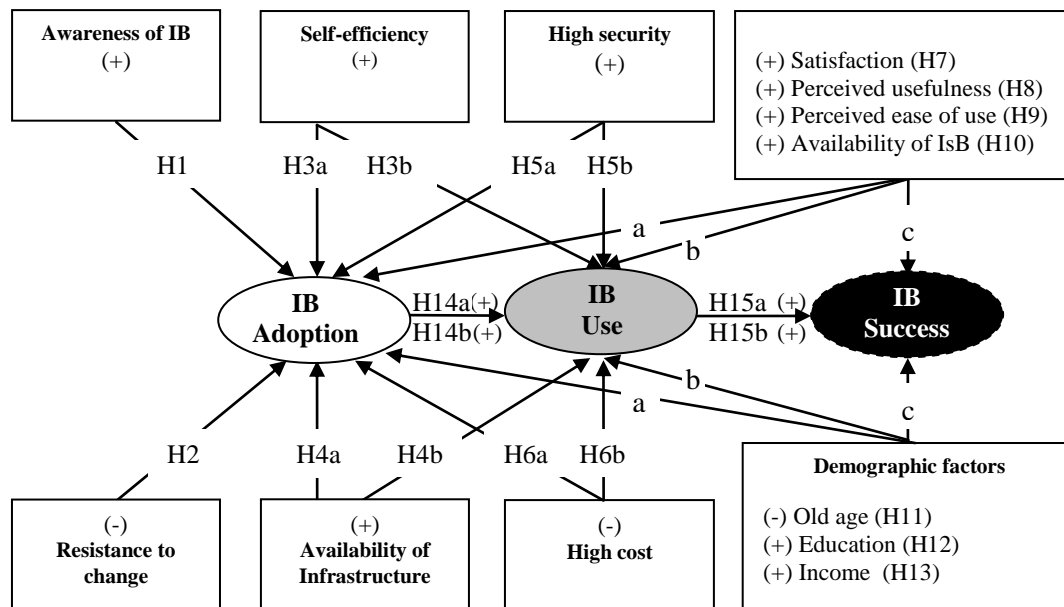 Awareness of IB
(+)
Self-efficiency
(+)
High security
(+)
(+) Satisfaction (H7)
(+) Perceived usefulness (H8)
(+) Perceived ease of use (H9)
(+) Availability of IsB (H10)
H1
H3a
H3b
H5a
H5b
a
b
c
IB
Adoption
H14a(+)
H14b(+)
IB
Use
H15a (+)
H15b (+)
IB
Success
H2
H4a
H4b
H6a
H6b
a
b
c
(-)
Resistance to
change
(+)
Availability of
Infrastructure
(-)
High cost
Demographic factors
(-) Old age (H11)
(+) Education (H12)
(+) Income (H13)